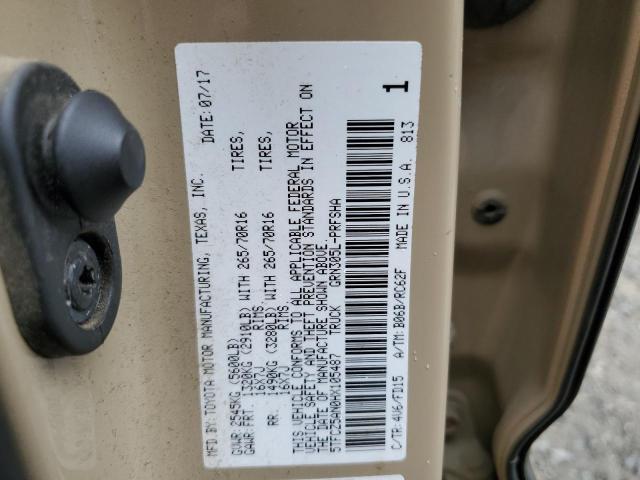 MFD. BY: TOYOTA MOTOR MANUFACTURING, TEXAS, INC. DATE: 07/17
GVWR: 2545KG (5600LB)
GAWR: FRT. 1320KG (2910LB) WITH 265/70R16 TIRES,
16X7J RIMS
RR. 1490KG (3280LB) WITH 265/70R16 TIRES,
16X7J RIMS
THIS VEHICLE CONFORMS TO ALL APPLICABLE FEDERAL MOTOR
VEHICLE SAFETY AND THEFT PREVENTION STANDARDS IN EFFECT ON
THE DATE OF MANUFACTURE SHOWN ABOVE.
5TFCZ5AN0HX105487 TRUCK GRN305L-PRFSHA
C/TR: 4V6/FD15 A/TM: B06B/RC62F MADE IN U.S.A. 813
1